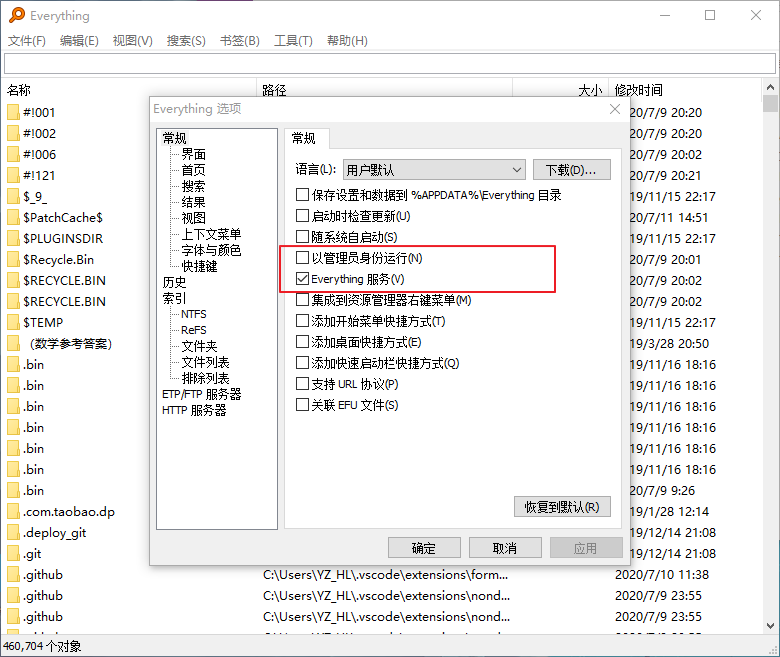 Everything
文件(F) 编辑(E) 视图(V) 搜索(S) 书签(B) 工具(T) 帮助(H)
名称 路径 大小 修改时间
Everything 选项
常规
界面
首页
搜索
结果
视图
上下文菜单
字体与颜色
快捷键
历史
索引
NTFS
ReFS
文件夹
文件列表
排除列表
ETP/FTP 服务器
HTTP 服务器
常规
语言(L): 用户默认 下载(D)...
保存设置和数据到 %APPDATA%\Everything 目录
启动时检查更新(U)
随系统自启动(S)
以管理员身份运行(N)
Everything 服务(V)
集成到资源管理器右键菜单(M)
添加开始菜单快捷方式(T)
添加桌面快捷方式(E)
添加快速启动栏快捷方式(Q)
支持 URL 协议(P)
关联 EFU 文件(S)
恢复到默认(R)
确定 取消 应用
#!001 20/7/9 20:20
#!002 20/7/9 20:20
#!006 20/7/9 20:02
#!121 20/7/9 20:21
$_9_ 19/11/15 22:17
$PatchCache$ 20/7/11 14:51
$PLUGINSDIR 19/11/15 22:17
$Recycle.Bin 20/7/9 20:01
$RECYCLE.BIN 20/7/9 20:02
$RECYCLE.BIN 20/7/9 20:02
$TEMP 19/11/15 22:17
（数学参考答案） 19/3/28 20:50
.bin 19/11/16 18:16
.bin 19/11/16 18:16
.bin 19/11/16 18:16
.bin 19/11/16 18:16
.bin 19/11/16 18:16
.bin 19/11/16 18:16
.bin 20/7/9 9:26
.com.taobao.dp 19/1/28 12:14
.deploy_git 19/12/14 21:08
.git 19/12/14 21:08
.github C:\Users\YZ_HL\.vscode\extensions\form... 2020/7/10 11:38
.github C:\Users\YZ_HL\.vscode\extensions\nond... 2020/7/9 23:55
.github C:\Users\YZ_HL\.vscode\extensions\nond... 2020/7/9 23:55
460,704 个对象